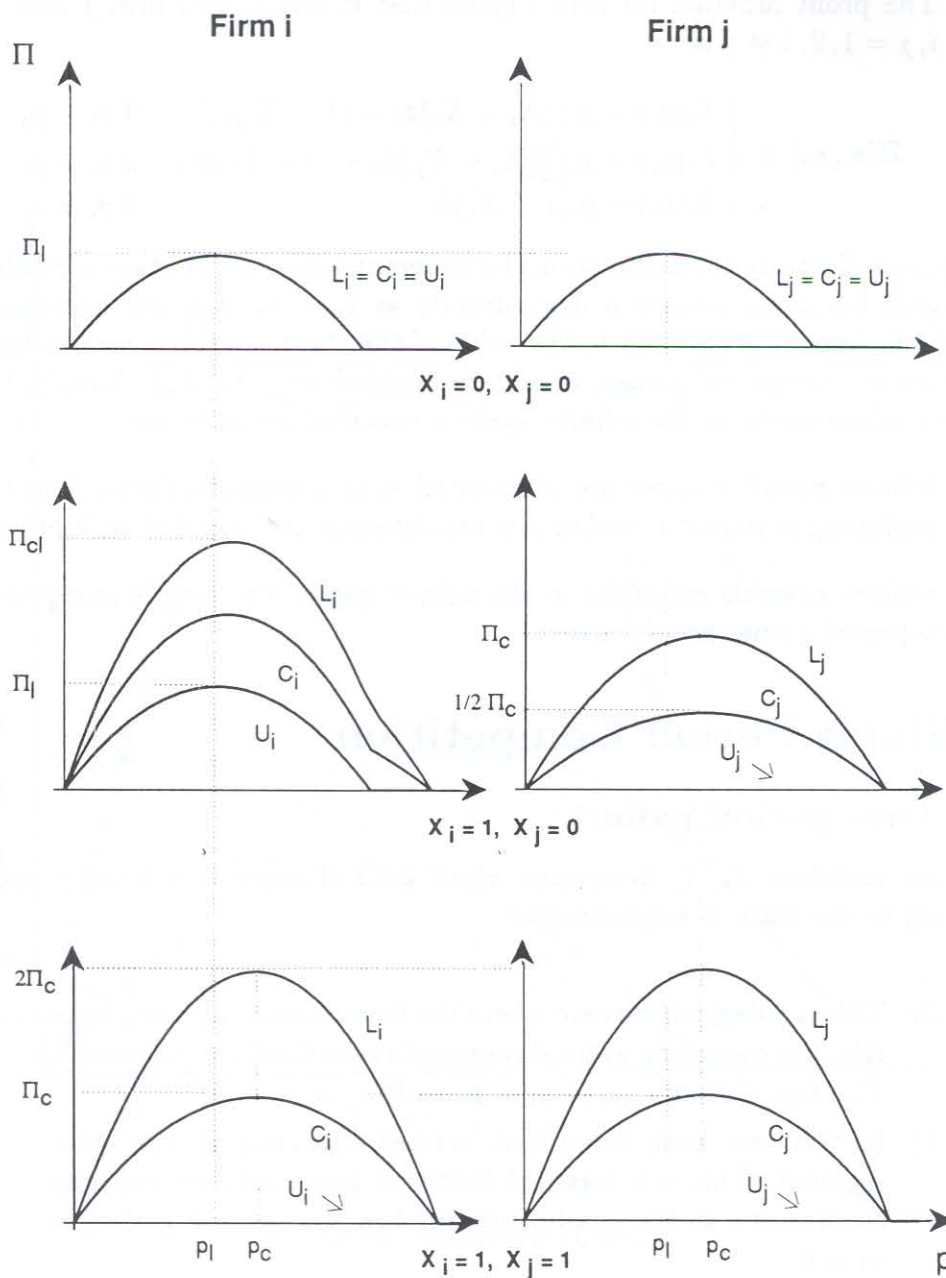 Firm i
Firm j
Π
Π_l
L_i = C_i = U_i
L_j = C_j = U_j
X_i = 0, X_j = 0
Π_cl
Π_l
L_i
C_i
U_i
Π_c
1/2 Π_c
L_j
C_j
U_j
X_i = 1, X_j = 0
2Π_c
Π_c
L_i
C_i
U_i
L_j
C_j
U_j
p_l p_c
p_l p_c
p
X_i = 1, X_j = 1